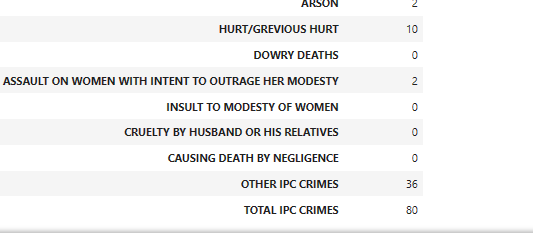 ARSON 2
HURT/GREVIOUS HURT 10
DOWRY DEATHS 0
ASSAULT ON WOMEN WITH INTENT TO OUTRAGE HER MODESTY 2
INSULT TO MODESTY OF WOMEN 0
CRUELTY BY HUSBAND OR HIS RELATIVES 0
CAUSING DEATH BY NEGLIGENCE 0
OTHER IPC CRIMES 36
TOTAL IPC CRIMES 80